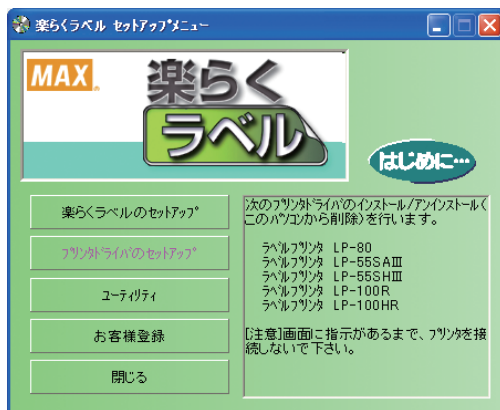 楽らくラベル セットアップメニュー
MAX
楽らく
ラベル
はじめに…
楽らくラベルのセットアップ
プリンタドライバのセットアップ
ユーティリティ
お客様登録
閉じる
次のプリンタドライバのインストール/アンインストール(
このパソコンから削除)を行います。
ラベルプリンタ LP-80
ラベルプリンタ LP-55SAⅢ
ラベルプリンタ LP-55SHⅢ
ラベルプリンタ LP-100R
ラベルプリンタ LP-100HR
[注意]画面に指示があるまで、プリンタを接
続しないで下さい。